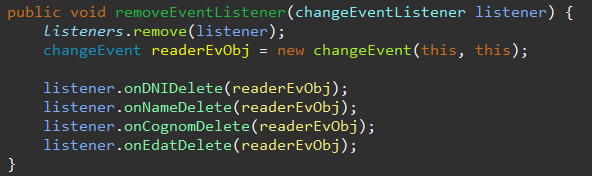 public void removeEventListener(changeEventListener listener) {
    listeners.remove(listener);
    changeEvent readerEvObj = new changeEvent(this, this);

    listener.onDNIDelete(readerEvObj);
    listener.onNameDelete(readerEvObj);
    listener.onCognomDelete(readerEvObj);
    listener.onEdatDelete(readerEvObj);
}